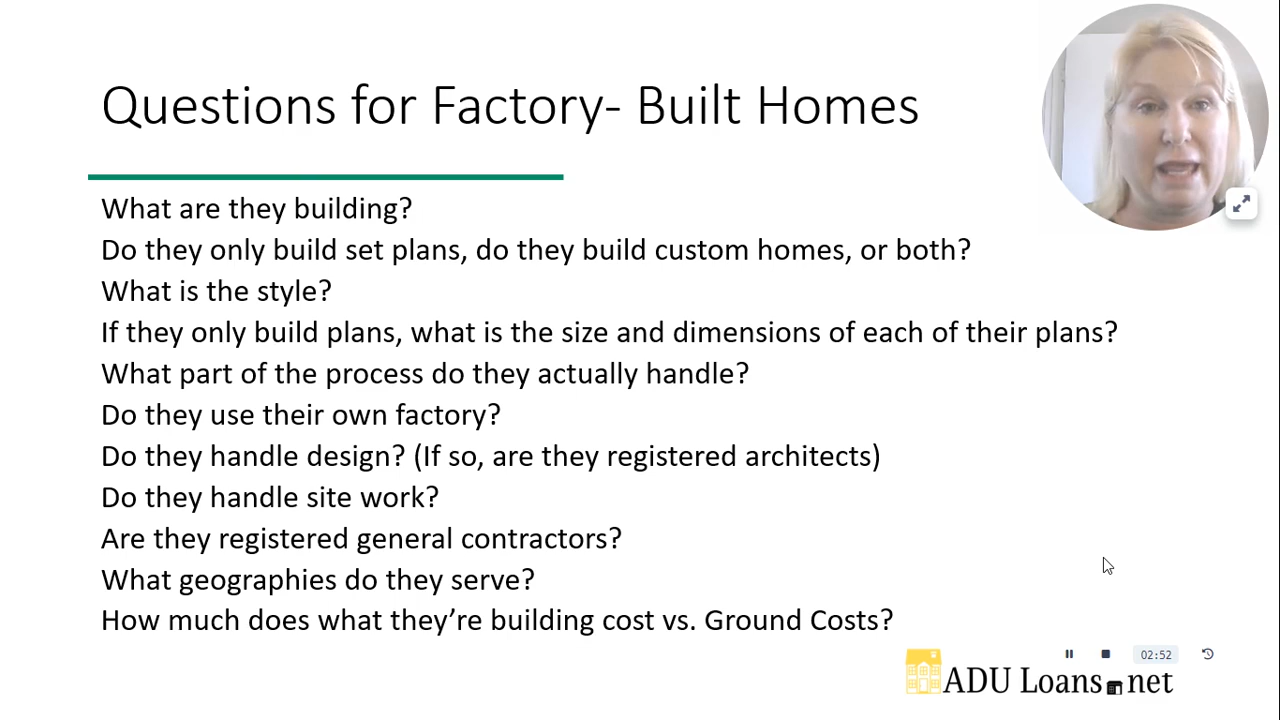 Questions for Factory- Built Homes
What are they building?
Do they only build set plans, do they build custom homes, or both?
What is the style?
If they only build plans, what is the size and dimensions of each of their plans?
What part of the process do they actually handle?
Do they use their own factory?
Do they handle design? (If so, are they registered architects)
Do they handle site work?
Are they registered general contractors?
What geographies do they serve?
How much does what they’re building cost vs. Ground Costs?
02:52
ADU Loans.net